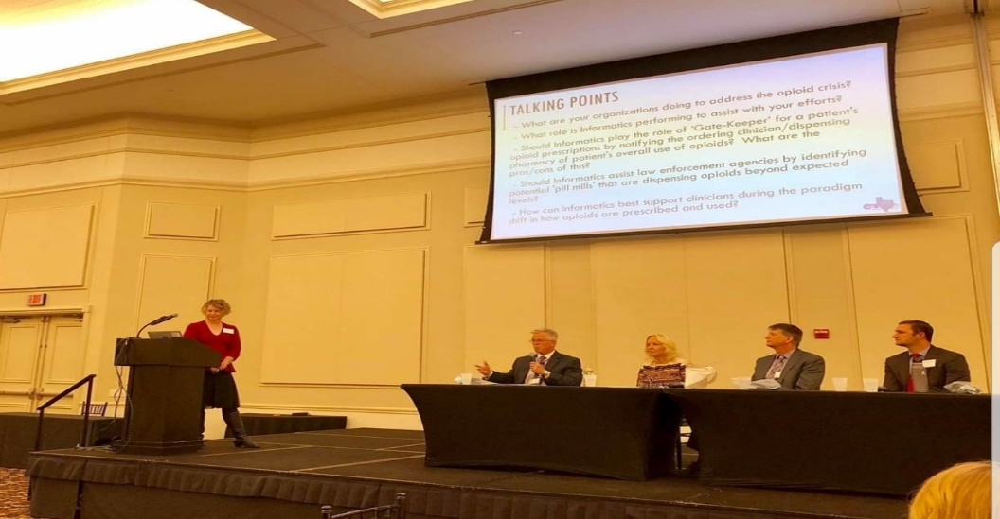 TALKING POINTS
- What are your organizations doing to address the opioid crisis?
- What role is Informatics performing to assist with your efforts?
- Should Informatics play the role of 'Gate-Keeper' for a patient's
opioid prescriptions by notifying the ordering clinician/dispensing
pharmacy of patient's overall use of opioids? What are the
pros/cons of this?
- Should Informatics assist law enforcement agencies by identifying
potential 'pill mills' that are dispensing opioids beyond expected
levels?
- How can informatics best support clinicians during the paradigm
shift in how opioids are prescribed and used?